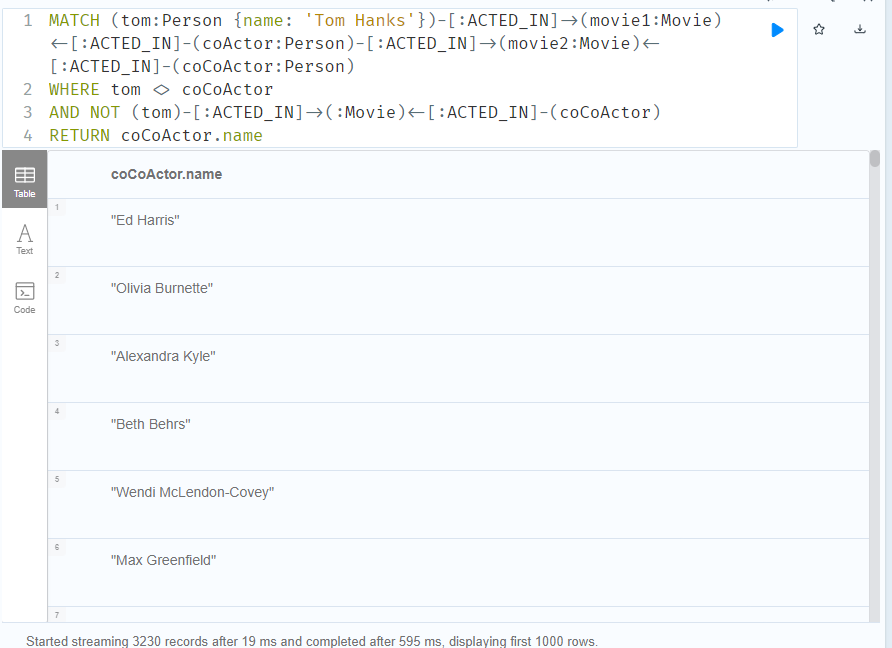 1 MATCH (tom:Person {name: 'Tom Hanks'})-[:ACTED_IN]→(movie1:Movie)
←[:ACTED_IN]-(coActor:Person)-[:ACTED_IN]→(movie2:Movie)←
[:ACTED_IN]-(coCoActor:Person)
2 WHERE tom <> coCoActor
3 AND NOT (tom)-[:ACTED_IN]→(:Movie)←[:ACTED_IN]-(coCoActor)
4 RETURN coCoActor.name
Table
Text
Code
coCoActor.name
1
"Ed Harris"
2
"Olivia Burnette"
3
"Alexandra Kyle"
4
"Beth Behrs"
5
"Wendi McLendon-Covey"
6
"Max Greenfield"
7
Started streaming 3230 records after 19 ms and completed after 595 ms, displaying first 1000 rows.